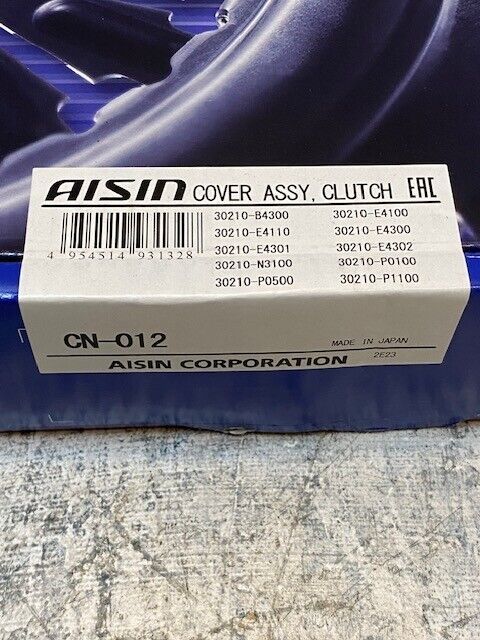 AISIN COVER ASSY, CLUTCH EAC
30210-B4300 30210-E4100
30210-E4110 30210-E4300
30210-E4301 30210-E4302
30210-N3100 30210-P0100
30210-P0500 30210-P1100
4 954514 931328
CN-012 MADE IN JAPAN
AISIN CORPORATION 2E23